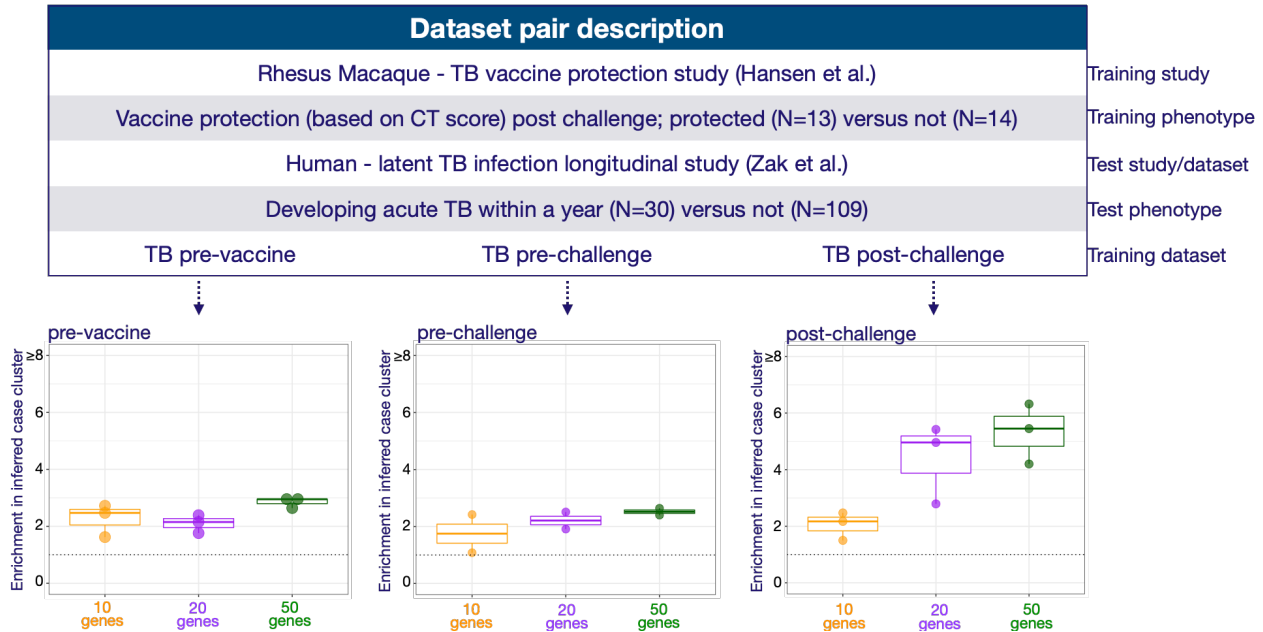 Dataset pair description
Rhesus Macaque - TB vaccine protection study (Hansen et al.)
Training study
Vaccine protection (based on CT score) post challenge; protected (N=13) versus not (N=14)
Training phenotype
Human - latent TB infection longitudinal study (Zak et al.)
Test study/dataset
Developing acute TB within a year (N=30) versus not (N=109)
Test phenotype
TB pre-vaccine
TB pre-challenge
TB post-challenge
Training dataset
pre-vaccine
Enrichment in inferred case cluster
≥8
6
4
2
0
10
genes
20
genes
50
genes
pre-challenge
Enrichment in inferred case cluster
≥8
6
4
2
0
10
genes
20
genes
50
genes
post-challenge
Enrichment in inferred case cluster
≥8
6
4
2
0
10
genes
20
genes
50
genes